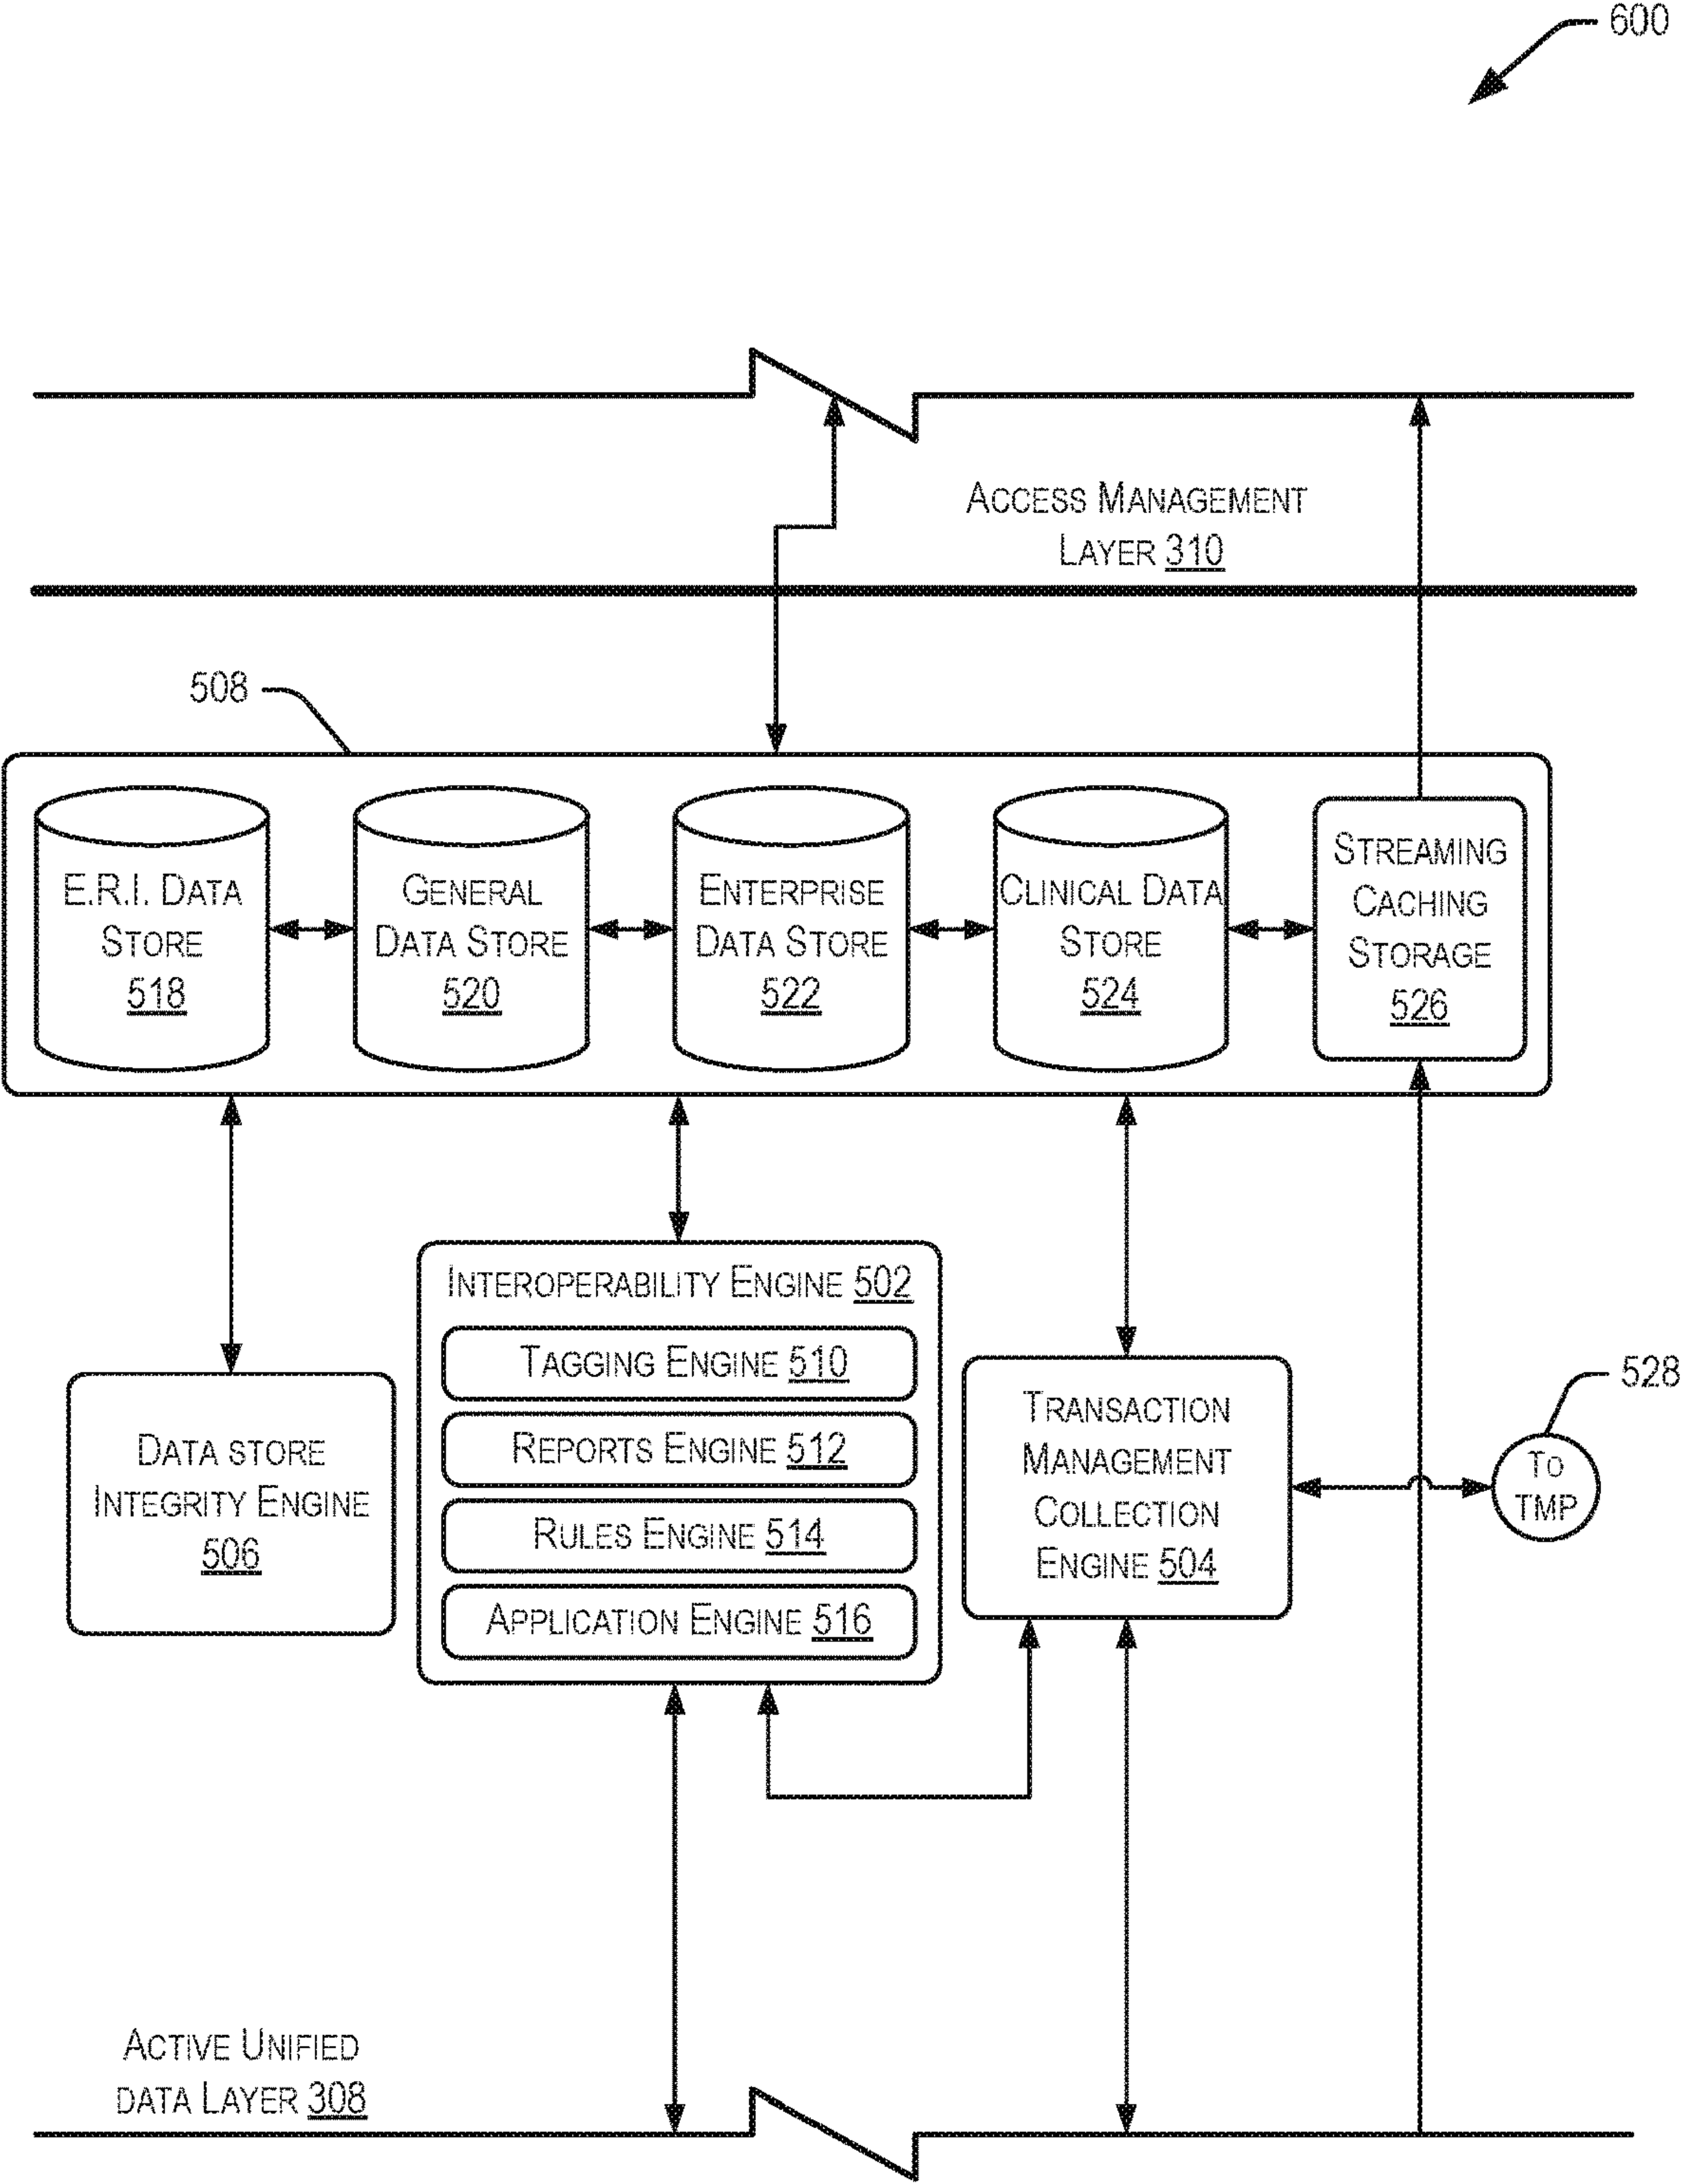 600
ACCESS MANAGEMENT
LAYER 310
508
E.R.I. DATA
STORE
518
GENERAL
DATA STORE
520
ENTERPRISE
DATA STORE
522
CLINICAL DATA
STORE
524
STREAMING
CACHING
STORAGE
526
INTEROPERABILITY ENGINE 502
TAGGING ENGINE 510
REPORTS ENGINE 512
RULES ENGINE 514
APPLICATION ENGINE 516
DATA STORE
INTEGRITY ENGINE
506
TRANSACTION
MANAGEMENT
COLLECTION
ENGINE 504
528
TO
TMP
ACTIVE UNIFIED
DATA LAYER 308